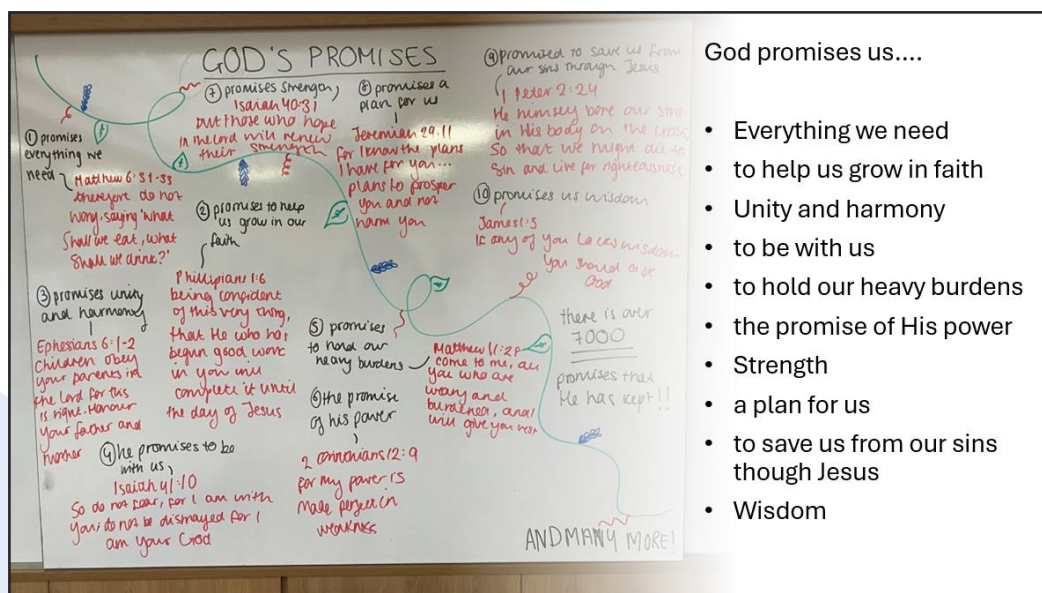 GOD'S PROMISES
① promises
everything we
need
Matthew 6:31-33
therefore do not
worry, saying 'what
shall we eat, what
shall we drink?'
② promises to help
us grow in our
faith
Phillipians 1:6
being confident
of this very thing,
that He who has
begun good work
in you will
complete it until
the day of Jesus
③ promises unity
and harmony
Ephesians 6:1-2
Children obey
your parents in
the lord for this
is right. Honour
your father and
mother
④ he promises to be
with us
Isaiah 41:10
So do not fear, for I am with
you; do not be dismayed for I
am your God
⑤ promises
to hold our
heavy burdens
Matthew 11:28
come to me, all
you who are
weary and
burdened, and I
will give you rest
⑥ the promise
of his power
2 Corinthians 12:9
for my power is
made perfect in
weakness
⑦ promises strength
Isaiah 40:31
but those who hope
in the Lord will renew
their strength
⑧ promises a
plan for us
Jeremiah 29:11
for I know the plans
I have for you...
plans to prosper
you and not
harm you
⑨ promised to save us from
our sins through Jesus
1 Peter 2:24
He himself bore our sins
in His body on the cross
so that we might die to
sin and live for righteousness
⑩ promises us wisdom
James 1:5
If any of you lacks wisdom
you should ask
God
there is over
7000
promises that
He has kept!!
AND MANY MORE!
God promises us....
• Everything we need
• to help us grow in faith
• Unity and harmony
• to be with us
• to hold our heavy burdens
• the promise of His power
• Strength
• a plan for us
• to save us from our sins
though Jesus
• Wisdom